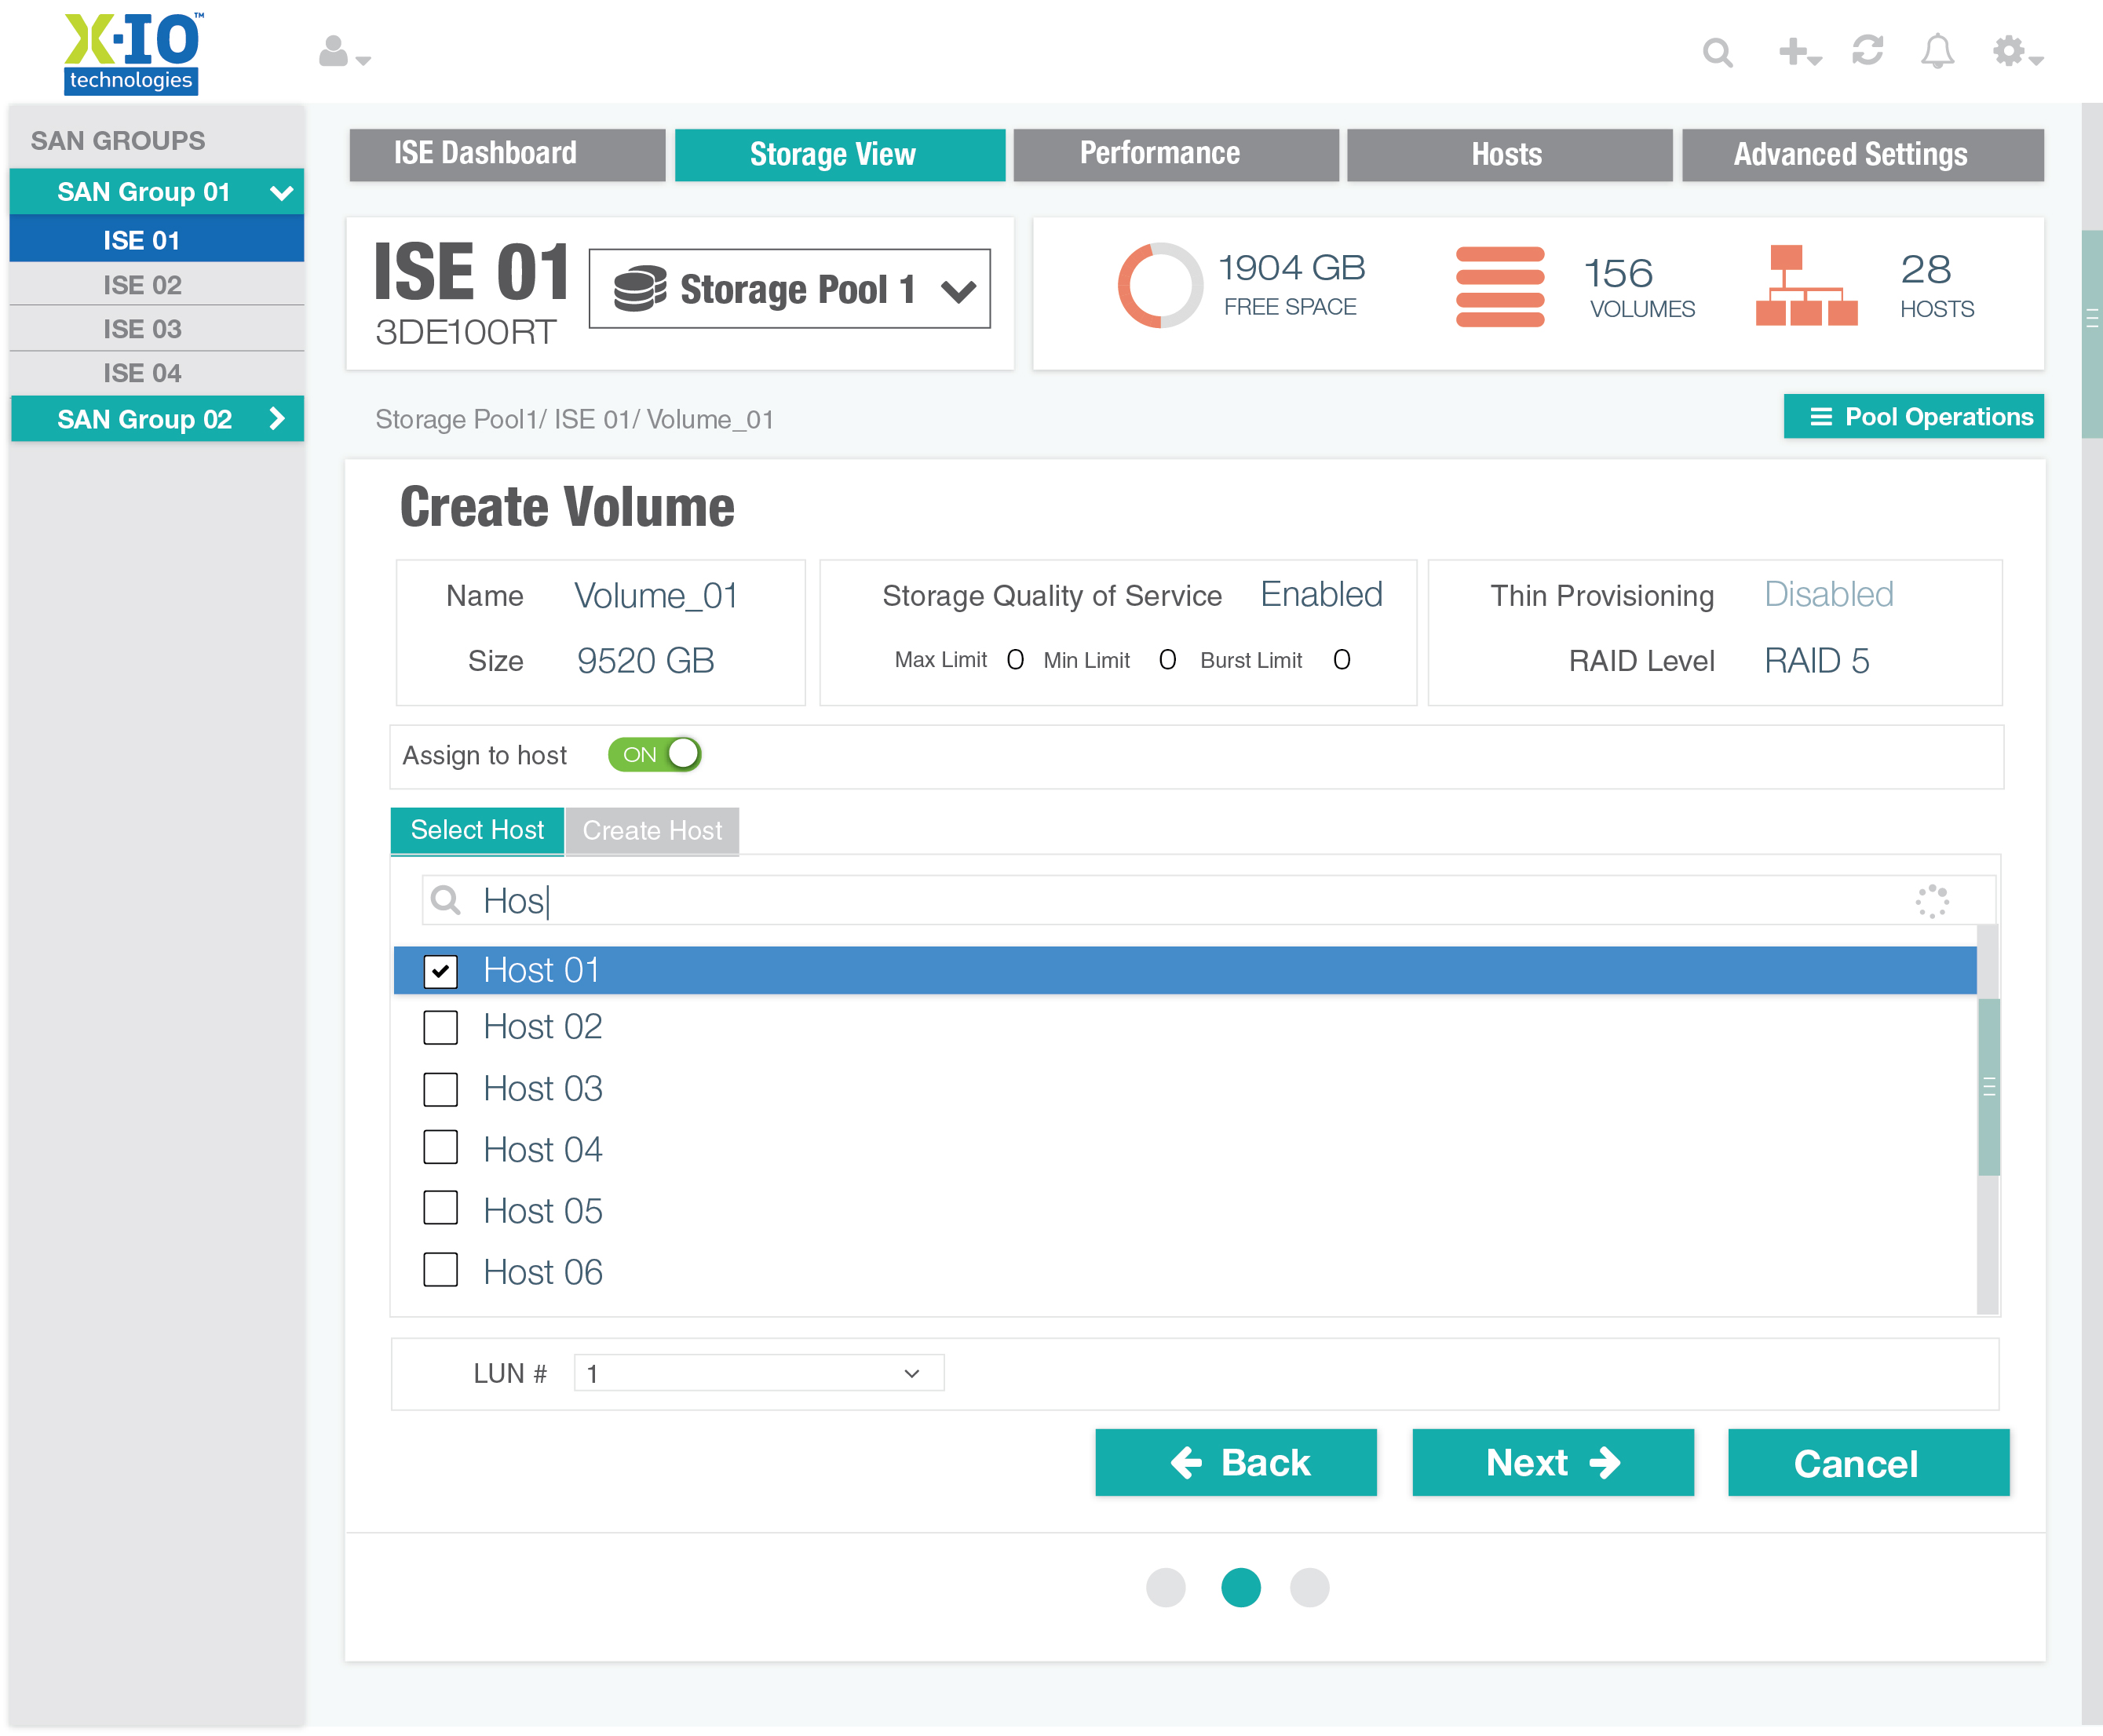 X-IO™
technologies
SAN GROUPS
SAN Group 01
ISE 01
ISE 02
ISE 03
ISE 04
SAN Group 02
ISE Dashboard
Storage View
Performance
Hosts
Advanced Settings
ISE 01
3DE100RT
Storage Pool 1
1904 GB
FREE SPACE
156
VOLUMES
28
HOSTS
Storage Pool1/ ISE 01/ Volume_01
Pool Operations
Create Volume
Name Volume_01
Size 9520 GB
Storage Quality of Service Enabled
Max Limit 0 Min Limit 0 Burst Limit 0
Thin Provisioning Disabled
RAID Level RAID 5
Assign to host ON
Select Host Create Host
Hos
Host 01
Host 02
Host 03
Host 04
Host 05
Host 06
LUN # 1
Back Next Cancel